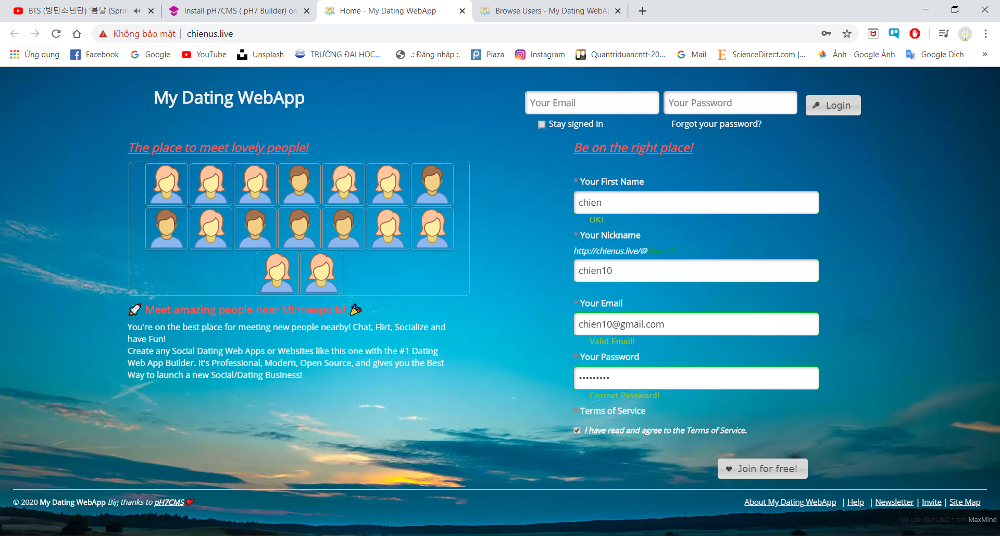 BTS (방탄소년단) '봄날 (Sprin
Install pH7CMS ( pH7 Builder) on
Home - My Dating WebApp
Browse Users - My Dating WebA
Không bảo mật | chienus.live
Ứng dụng
Facebook
Google
YouTube
Unsplash
TRƯỜNG ĐẠI HỌC...
.: Đăng nhập :.
Piaza
Instagram
Quantriduancntt-20...
Mail
ScienceDirect.com |...
Ảnh - Google Ảnh
Google Dịch
»
My Dating WebApp
Your Email
Your Password
Login
Stay signed in
Forgot your password?
The place to meet lovely people!
🚀 Meet amazing people near Minneapolis! 🎉
You're on the best place for meeting new people nearby! Chat, Flirt, Socialize and
have Fun!
Create any Social Dating Web Apps or Websites like this one with the #1 Dating
Web App Builder. It's Professional, Modern, Open Source, and gives you the Best
Way to launch a new Social/Dating Business!
Be on the right place!
* Your First Name
chien
OK!
* Your Nickname
http://chienus.live/@chien10
chien10
* Your Email
chien10@gmail.com
Valid Email!
* Your Password
•••••••••
Correct Password!
* Terms of Service
I have read and agree to the Terms of Service.
Join for free!
© 2020 My Dating WebApp Big thanks to pH7CMS
About My Dating WebApp | Help | Newsletter | Invite | Site Map
We use GeoLite2 from MaxMind